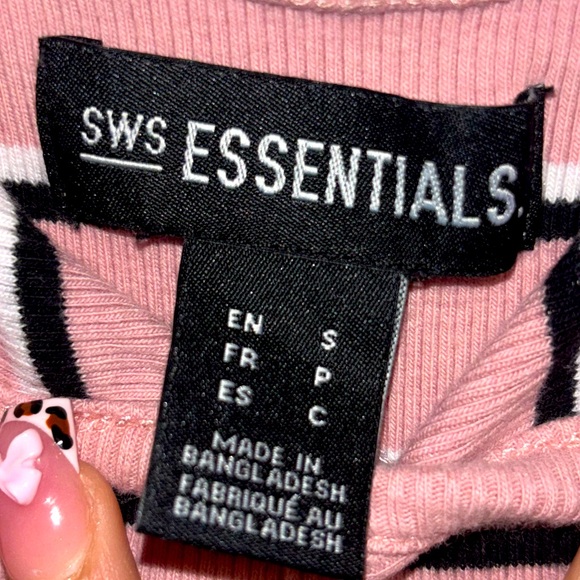 SWS ESSENTIALS.
EN S
FR P
ES C
MADE IN
BANGLADESH
FABRIQUÉ AU
BANGLADESH